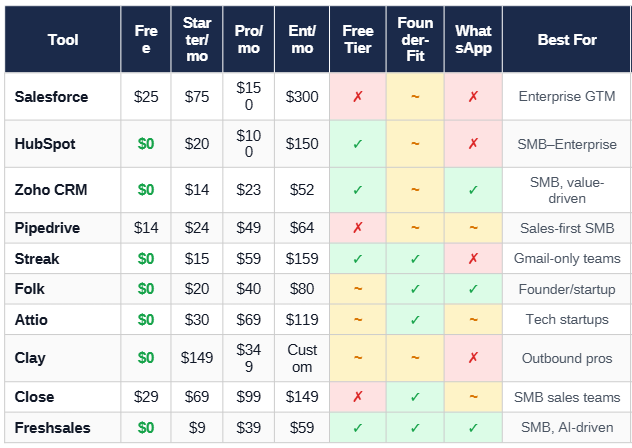 Tool Free Starter/mo Pro/mo Ent/mo Free Tier Founder-Fit WhatsApp Best For
Salesforce $25 $75 $150 $300 ✗ ~ ✗ Enterprise GTM
HubSpot $0 $20 $100 $150 ✓ ~ ✗ SMB–Enterprise
Zoho CRM $0 $14 $23 $52 ✓ ~ ✓ SMB, value-driven
Pipedrive $14 $24 $49 $64 ✗ ~ ~ Sales-first SMB
Streak $0 $15 $59 $159 ✓ ✓ ✗ Gmail-only teams
Folk $0 $20 $40 $80 ~ ✓ ✓ Founder/startup
Attio $0 $30 $69 $119 ~ ✓ ~ Tech startups
Clay $0 $149 $349 Custom ~ ~ ✗ Outbound pros
Close $29 $69 $99 $149 ✗ ✓ ~ SMB sales teams
Freshsales $0 $9 $39 $59 ✓ ✓ ✓ SMB, AI-driven